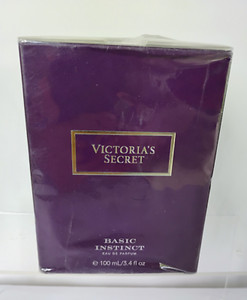 VICTORIA'S
SECRET
BASIC
INSTINCT
EAU DE PARFUM
℮ 100 mL/3.4 fl oz